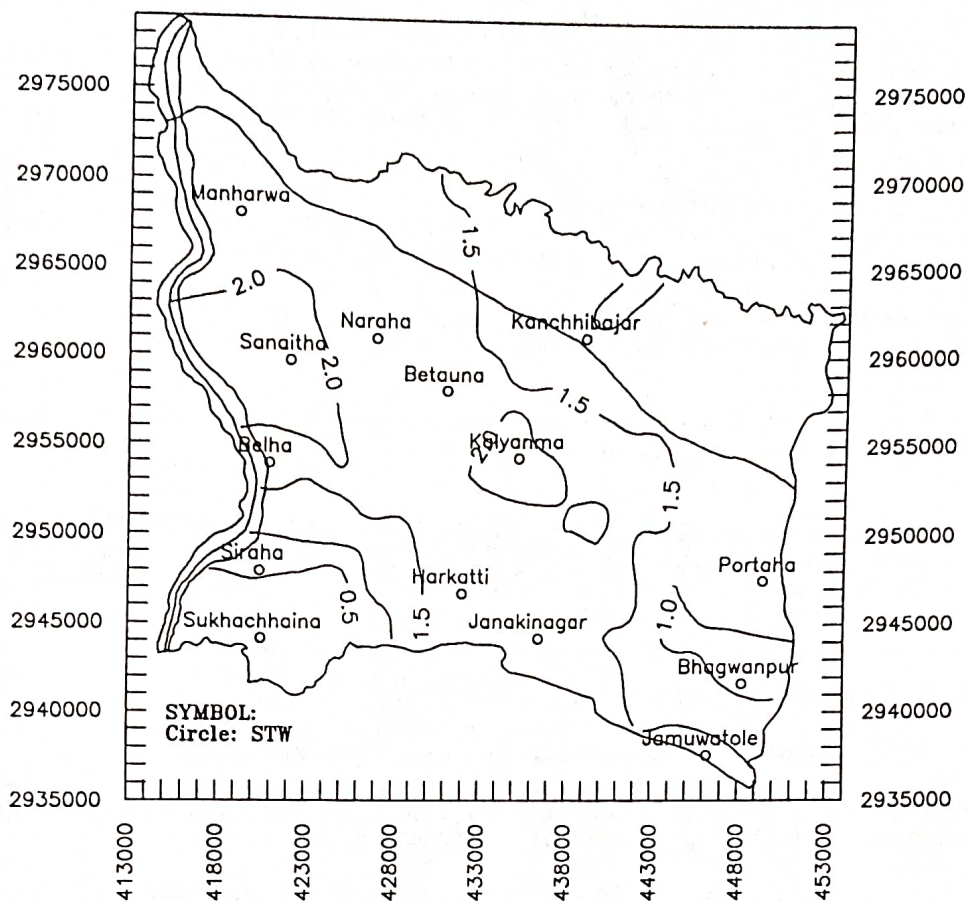 2975000
2975000
2970000
2970000
Manharwa
1.5
2965000
2965000
2.0
Naraha
Kanchhibajar
Sanaitha
2960000
2960000
2.0
Betauna
1.5
2955000
2955000
Belha
Kalyanma
2.0
1.5
2950000
2950000
Siraha
Harkatti
Portaha
0.5
1.0
2945000
2945000
Sukhachhaina
1.5
Janakinagar
Bhagwanpur
2940000
2940000
SYMBOL:
Circle: STW
Jamuwatole
2935000
2935000
413000
418000
423000
428000
433000
438000
443000
448000
453000